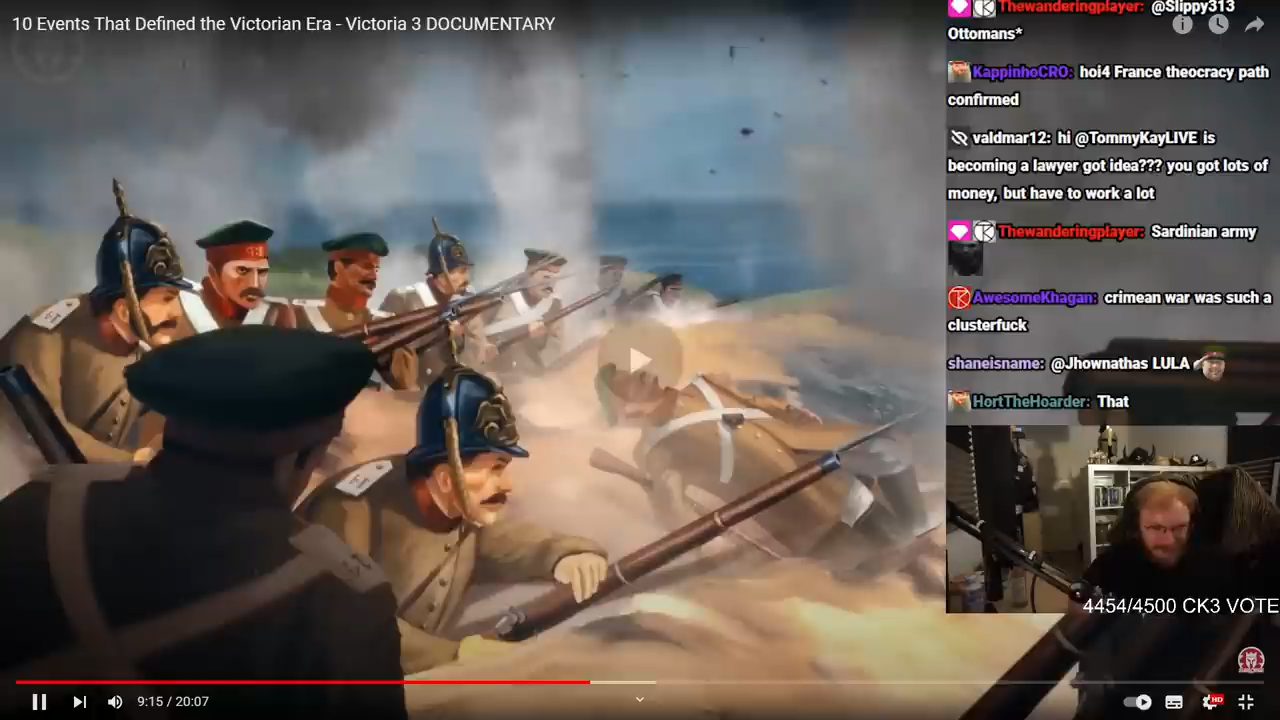 10 Events That Defined the Victorian Era - Victoria 3 DOCUMENTARY
Thewanderingplayer: @Slippy313
Ottomans*
KappinhoCRO: hoi4 France theocracy path
confirmed
valdmar12: hi @TommyKayLIVE is
becoming a lawyer got idea??? you got lots of
money, but have to work a lot
Thewanderingplayer: Sardinian army
AwesomeKhagan: crimean war was such a
clusterfuck
shaneisname: @Jhownathas LULA
HortTheHoarder: That
4454/4500 CK3 VOTE
9:15 / 20:07
HD